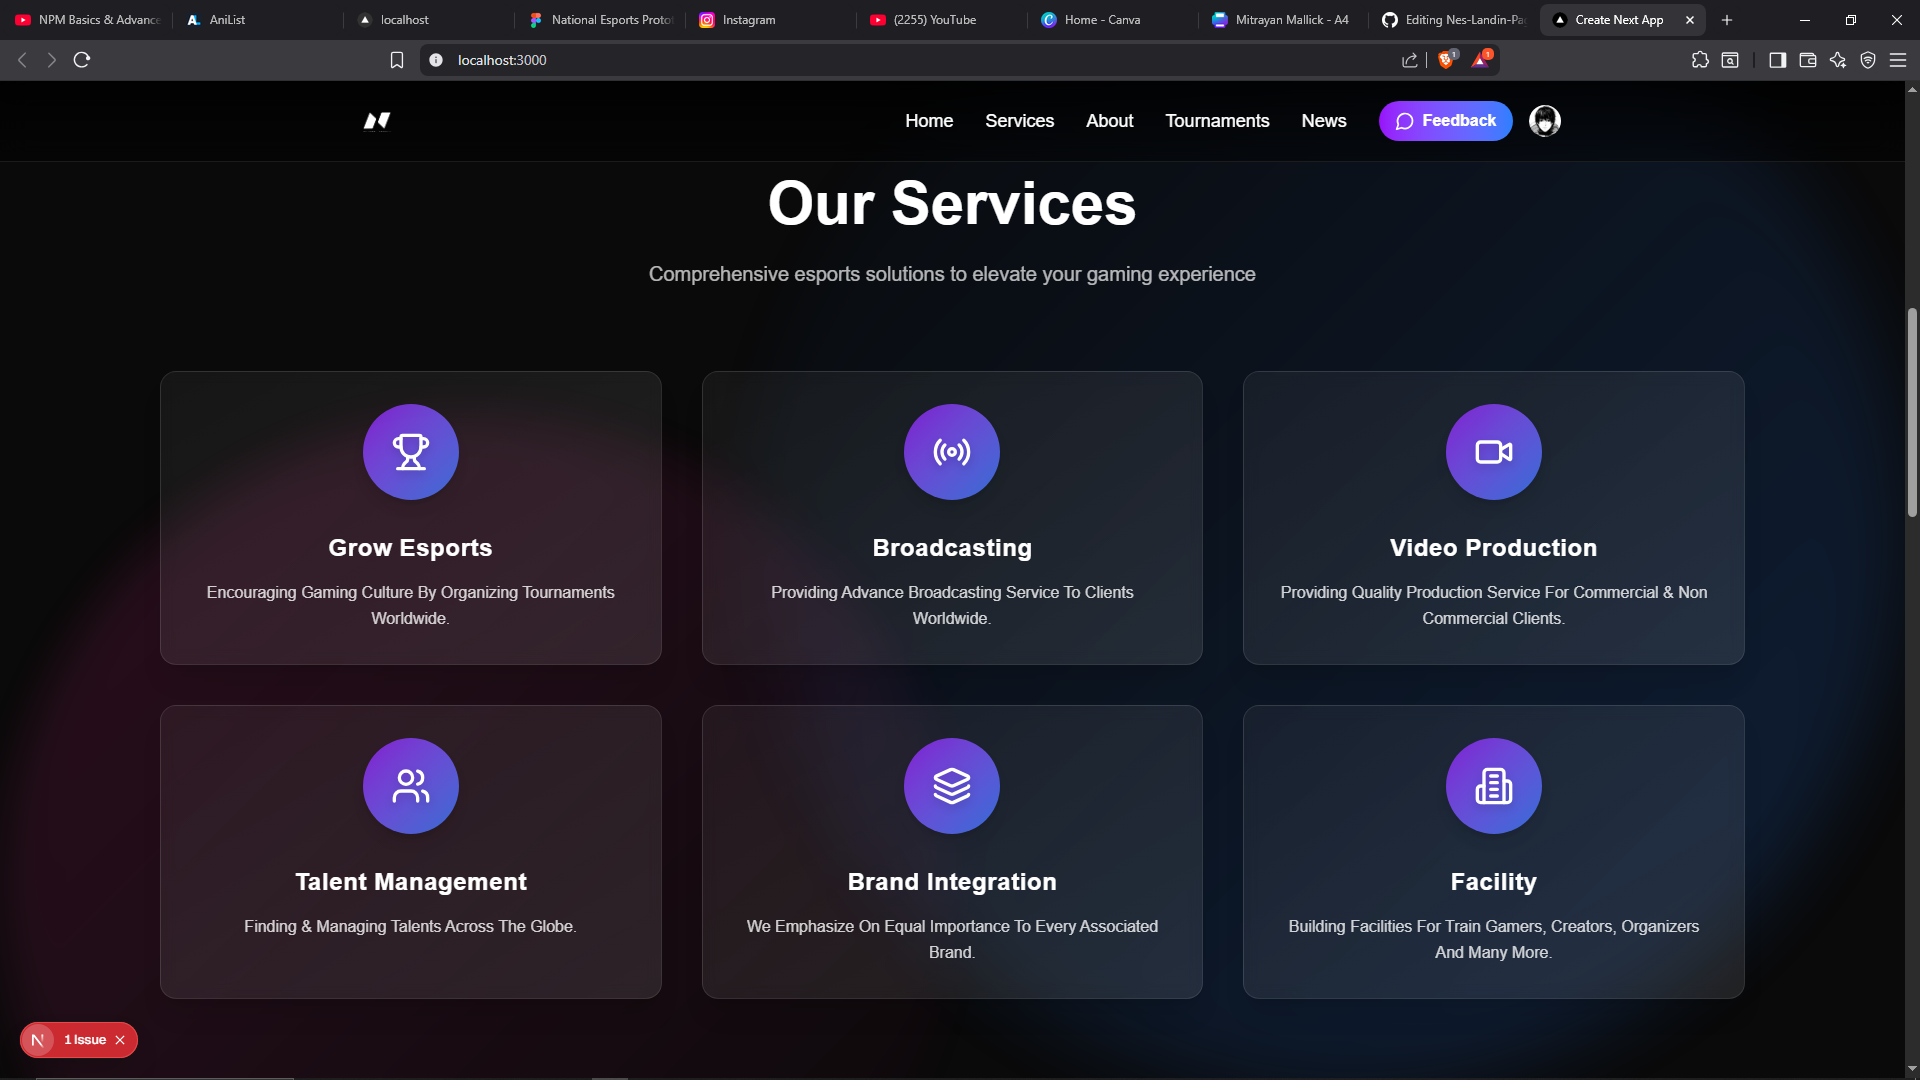 NPM Basics & Advance
AniList
localhost
National Esports Proto
Instagram
(2255) YouTube
Home - Canva
Mitrayan Mallick - A4
Editing Nes-Landin-Pa
Create Next App
localhost:3000
1
1
Home
Services
About
Tournaments
News
Feedback
Our Services
Comprehensive esports solutions to elevate your gaming experience
Grow Esports
Encouraging Gaming Culture By Organizing Tournaments
Worldwide.
Broadcasting
Providing Advance Broadcasting Service To Clients
Worldwide.
Video Production
Providing Quality Production Service For Commercial & Non
Commercial Clients.
Talent Management
Finding & Managing Talents Across The Globe.
Brand Integration
We Emphasize On Equal Importance To Every Associated
Brand.
Facility
Building Facilities For Train Gamers, Creators, Organizers
And Many More.
N
1 Issue